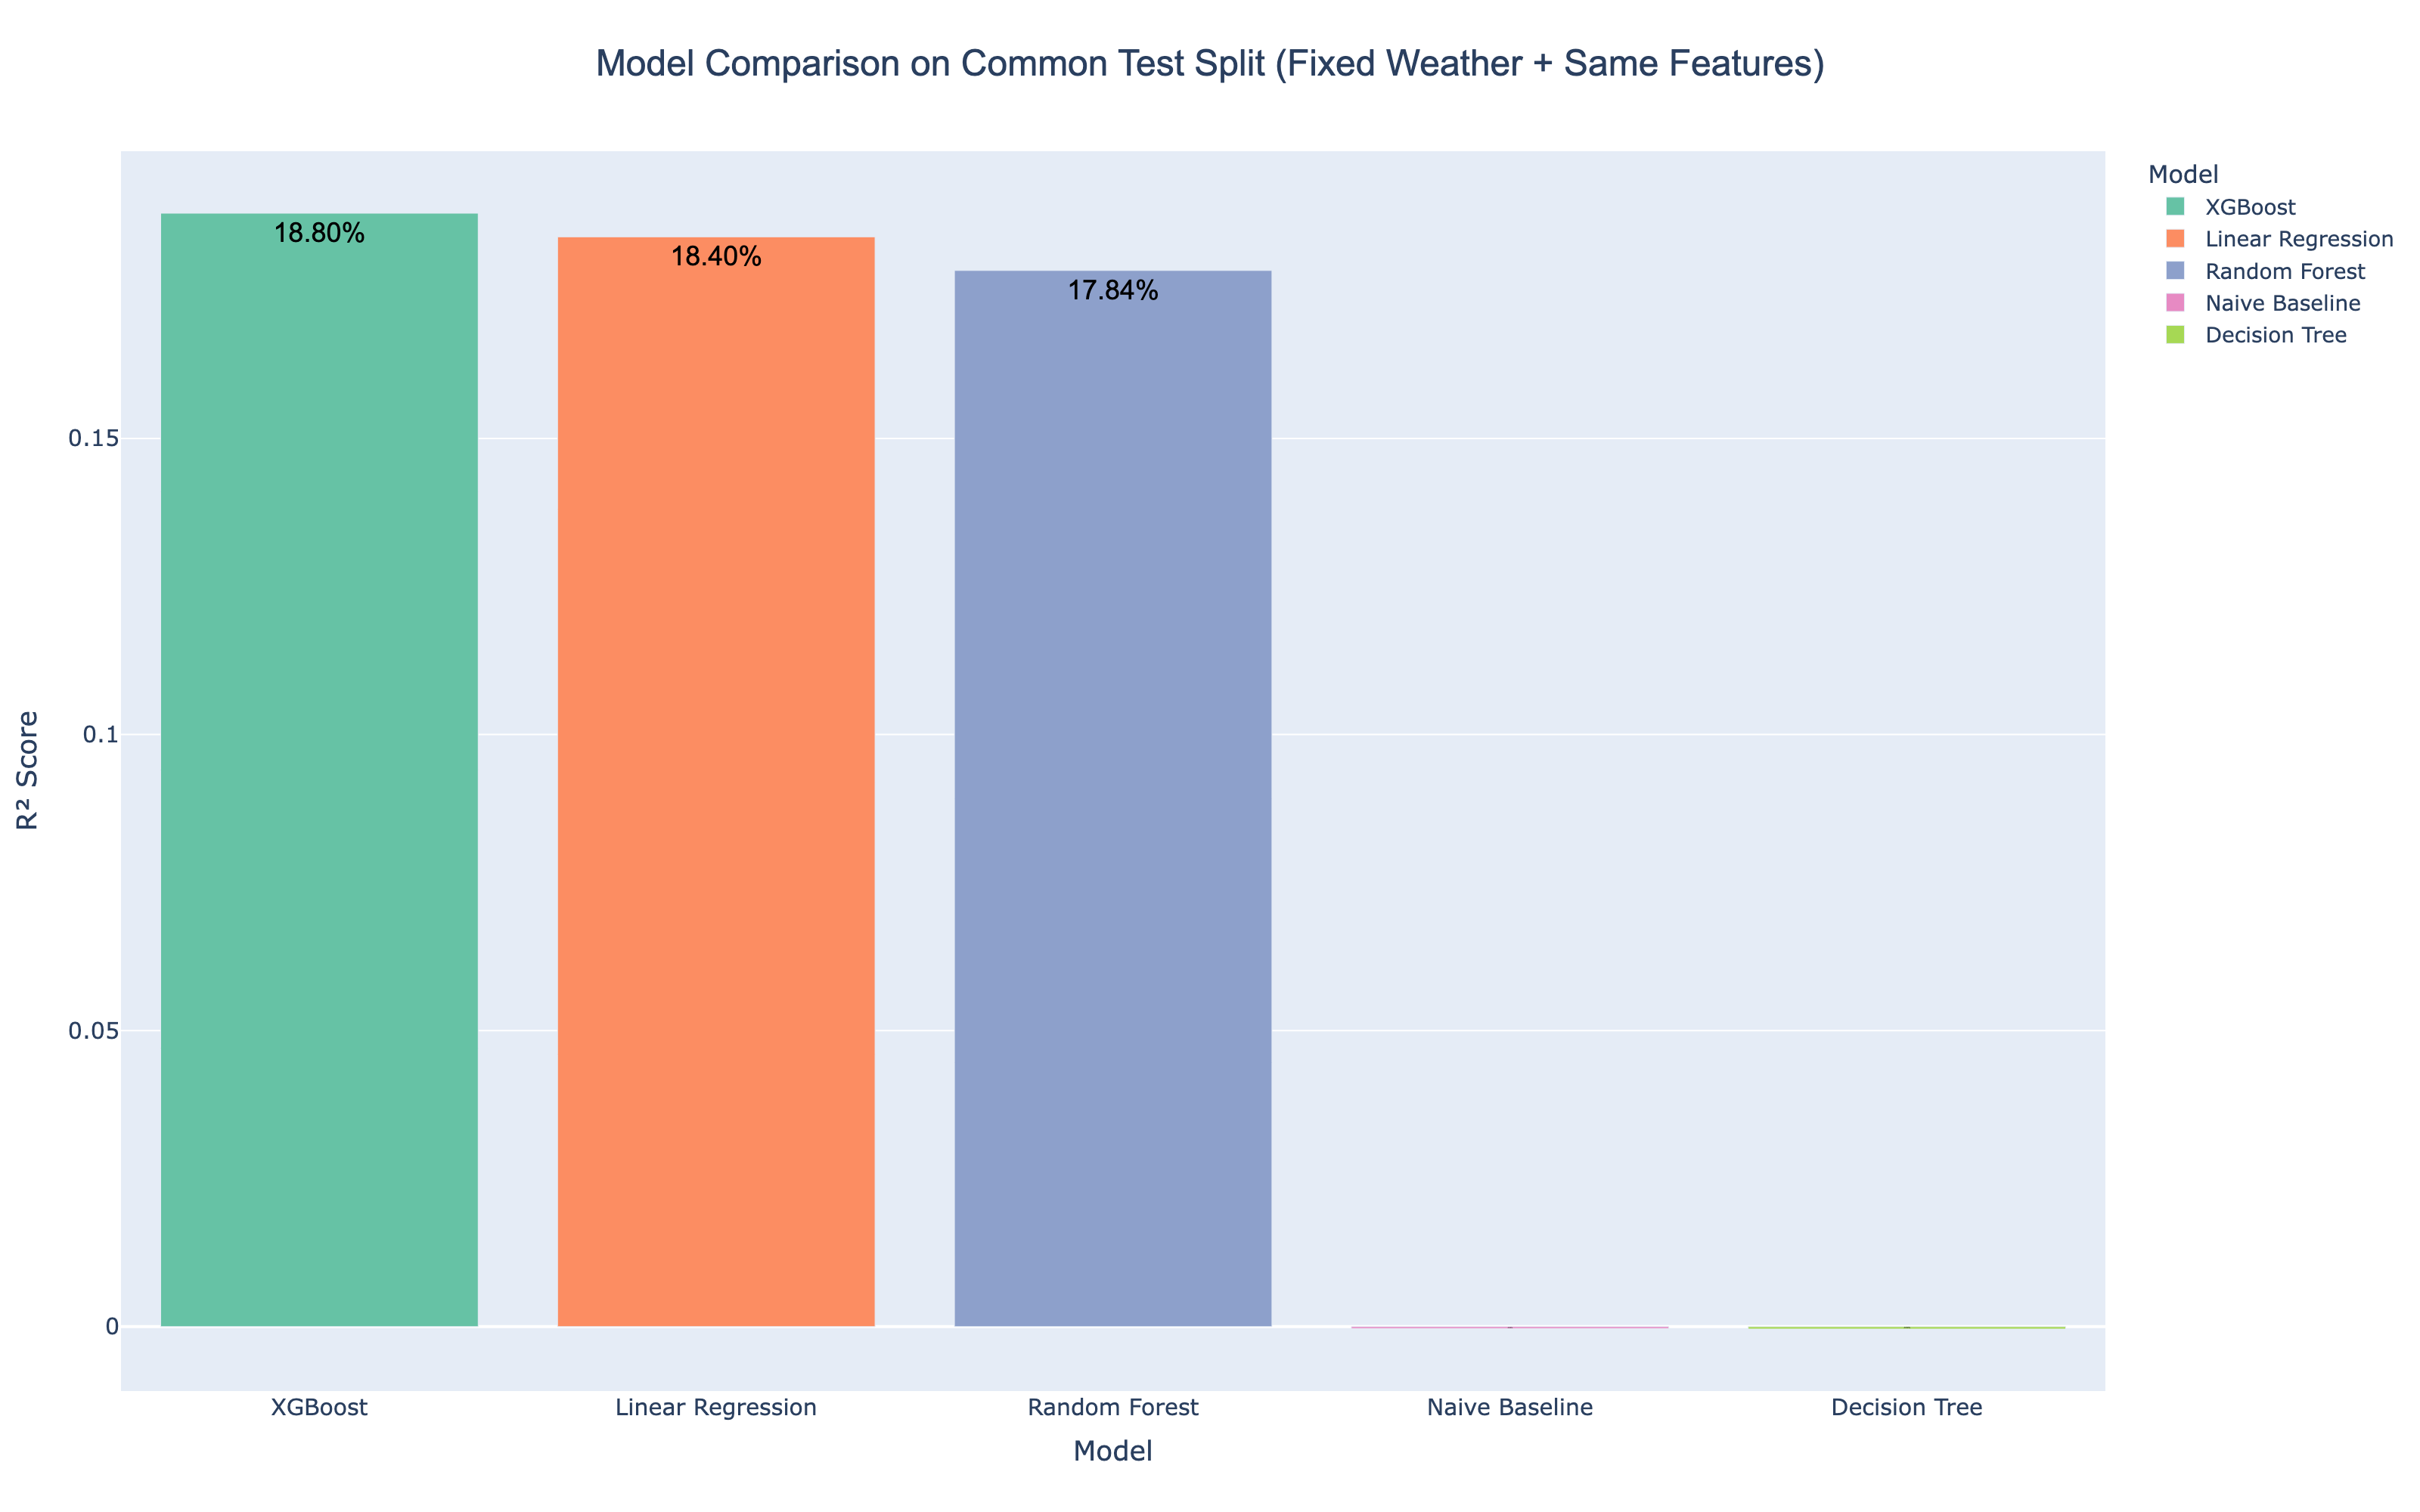 Model Comparison on Common Test Split (Fixed Weather + Same Features)
Model
XGBoost
Linear Regression
Random Forest
Naive Baseline
Decision Tree
18.80%
18.40%
17.84%
0.15
0.1
0.05
0
R² Score
XGBoost
Linear Regression
Random Forest
Naive Baseline
Decision Tree
Model